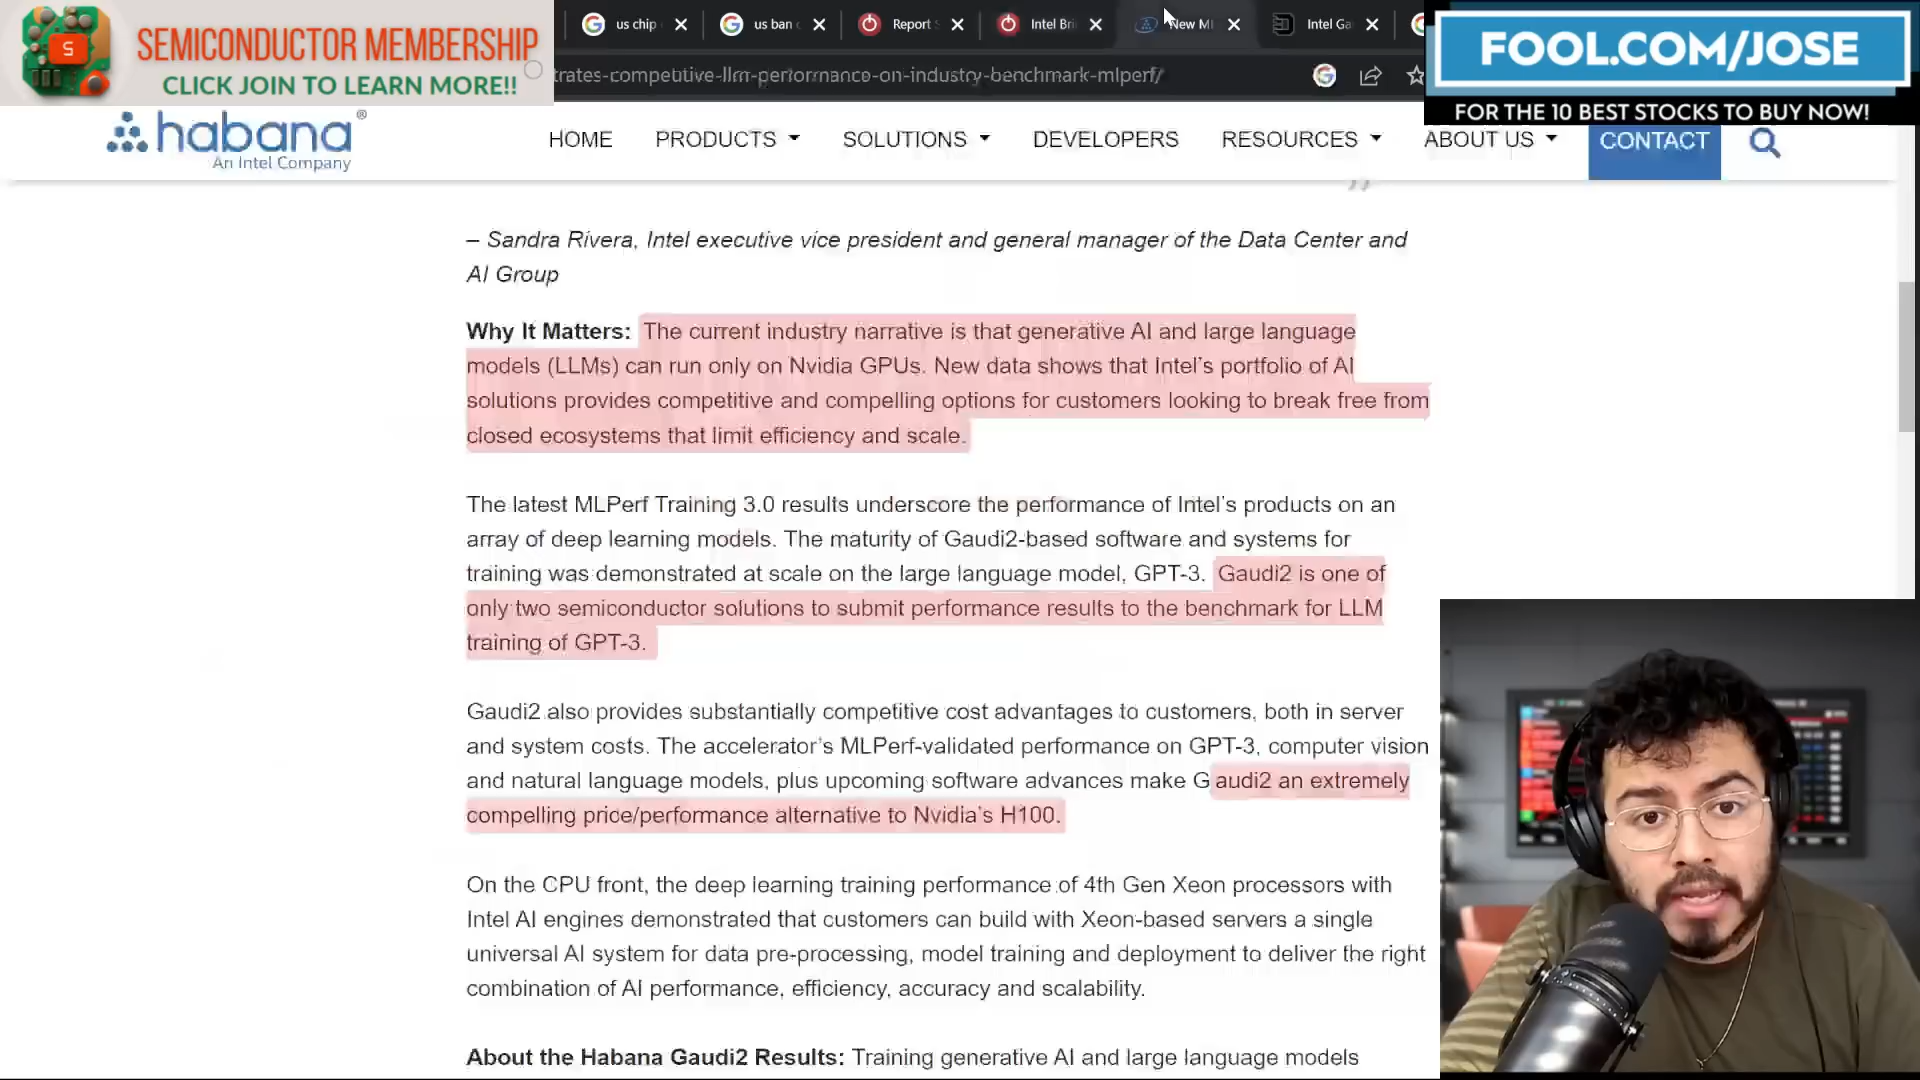 SEMICONDUCTOR MEMBERSHIP
CLICK JOIN TO LEARN MORE!!
S
us chip
us ban
Report
Intel Bri
New Ml
Intel Ga
trates-competitive-llm-performance-on-industry-benchmark-mlperf/
FOOL.COM/JOSE
FOR THE 10 BEST STOCKS TO BUY NOW!
habana®
An Intel Company
HOME PRODUCTS SOLUTIONS DEVELOPERS RESOURCES ABOUT US CONTACT
”
– Sandra Rivera, Intel executive vice president and general manager of the Data Center and
AI Group
Why It Matters: The current industry narrative is that generative AI and large language
models (LLMs) can run only on Nvidia GPUs. New data shows that Intel’s portfolio of AI
solutions provides competitive and compelling options for customers looking to break free from
closed ecosystems that limit efficiency and scale.
The latest MLPerf Training 3.0 results underscore the performance of Intel’s products on an
array of deep learning models. The maturity of Gaudi2-based software and systems for
training was demonstrated at scale on the large language model, GPT-3. Gaudi2 is one of
only two semiconductor solutions to submit performance results to the benchmark for LLM
training of GPT-3.
Gaudi2 also provides substantially competitive cost advantages to customers, both in server
and system costs. The accelerator’s MLPerf-validated performance on GPT-3, computer vision
and natural language models, plus upcoming software advances make Gaudi2 an extremely
compelling price/performance alternative to Nvidia’s H100.
On the CPU front, the deep learning training performance of 4th Gen Xeon processors with
Intel AI engines demonstrated that customers can build with Xeon-based servers a single
universal AI system for data pre-processing, model training and deployment to deliver the right
combination of AI performance, efficiency, accuracy and scalability.
About the Habana Gaudi2 Results: Training generative AI and large language models